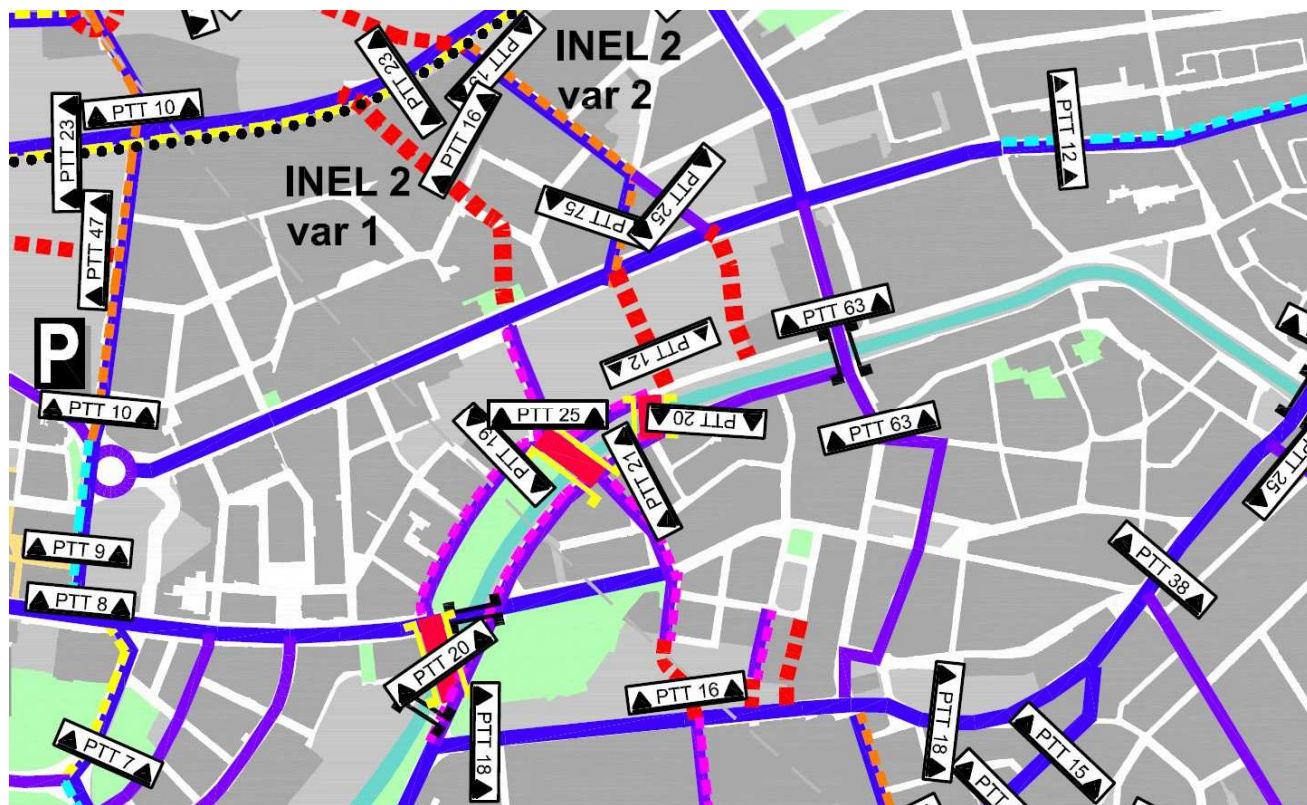 INEL 2
var 2
PTT 23
PTT 10
PTT 16
PTT 12
PTT 23
INEL 2
var 1
PTT 25
PTT 75
PTT 47
PTT 63
P
PTT 12
PTT 10
PTT 25
PTT 20
PTT 63
PTT 19
PTT 21
PTT 25
PTT 9
PTT 38
PTT 8
PTT 20
PTT 16
PTT 18
PTT 18
PTT 7
PTT 15